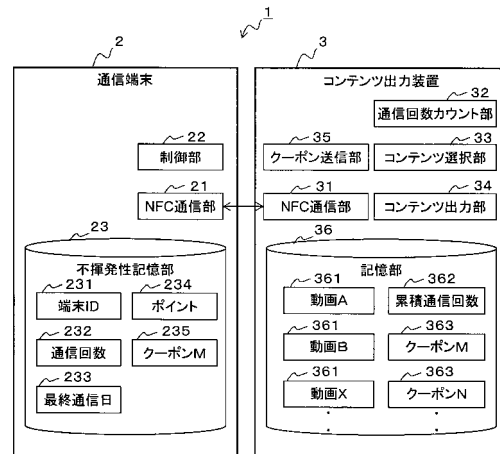 1
2
通信端末
22
制御部
21
NFC通信部
23
不揮発性記憶部
231
端末ID
234
ポイント
232
通信回数
235
クーポンM
233
最終通信日
3
コンテンツ出力装置
32
通信回数カウント部
35
クーポン送信部
33
コンテンツ選択部
31
NFC通信部
34
コンテンツ出力部
36
記憶部
361
動画A
362
累積通信回数
361
動画B
363
クーポンM
361
動画X
363
クーポンN